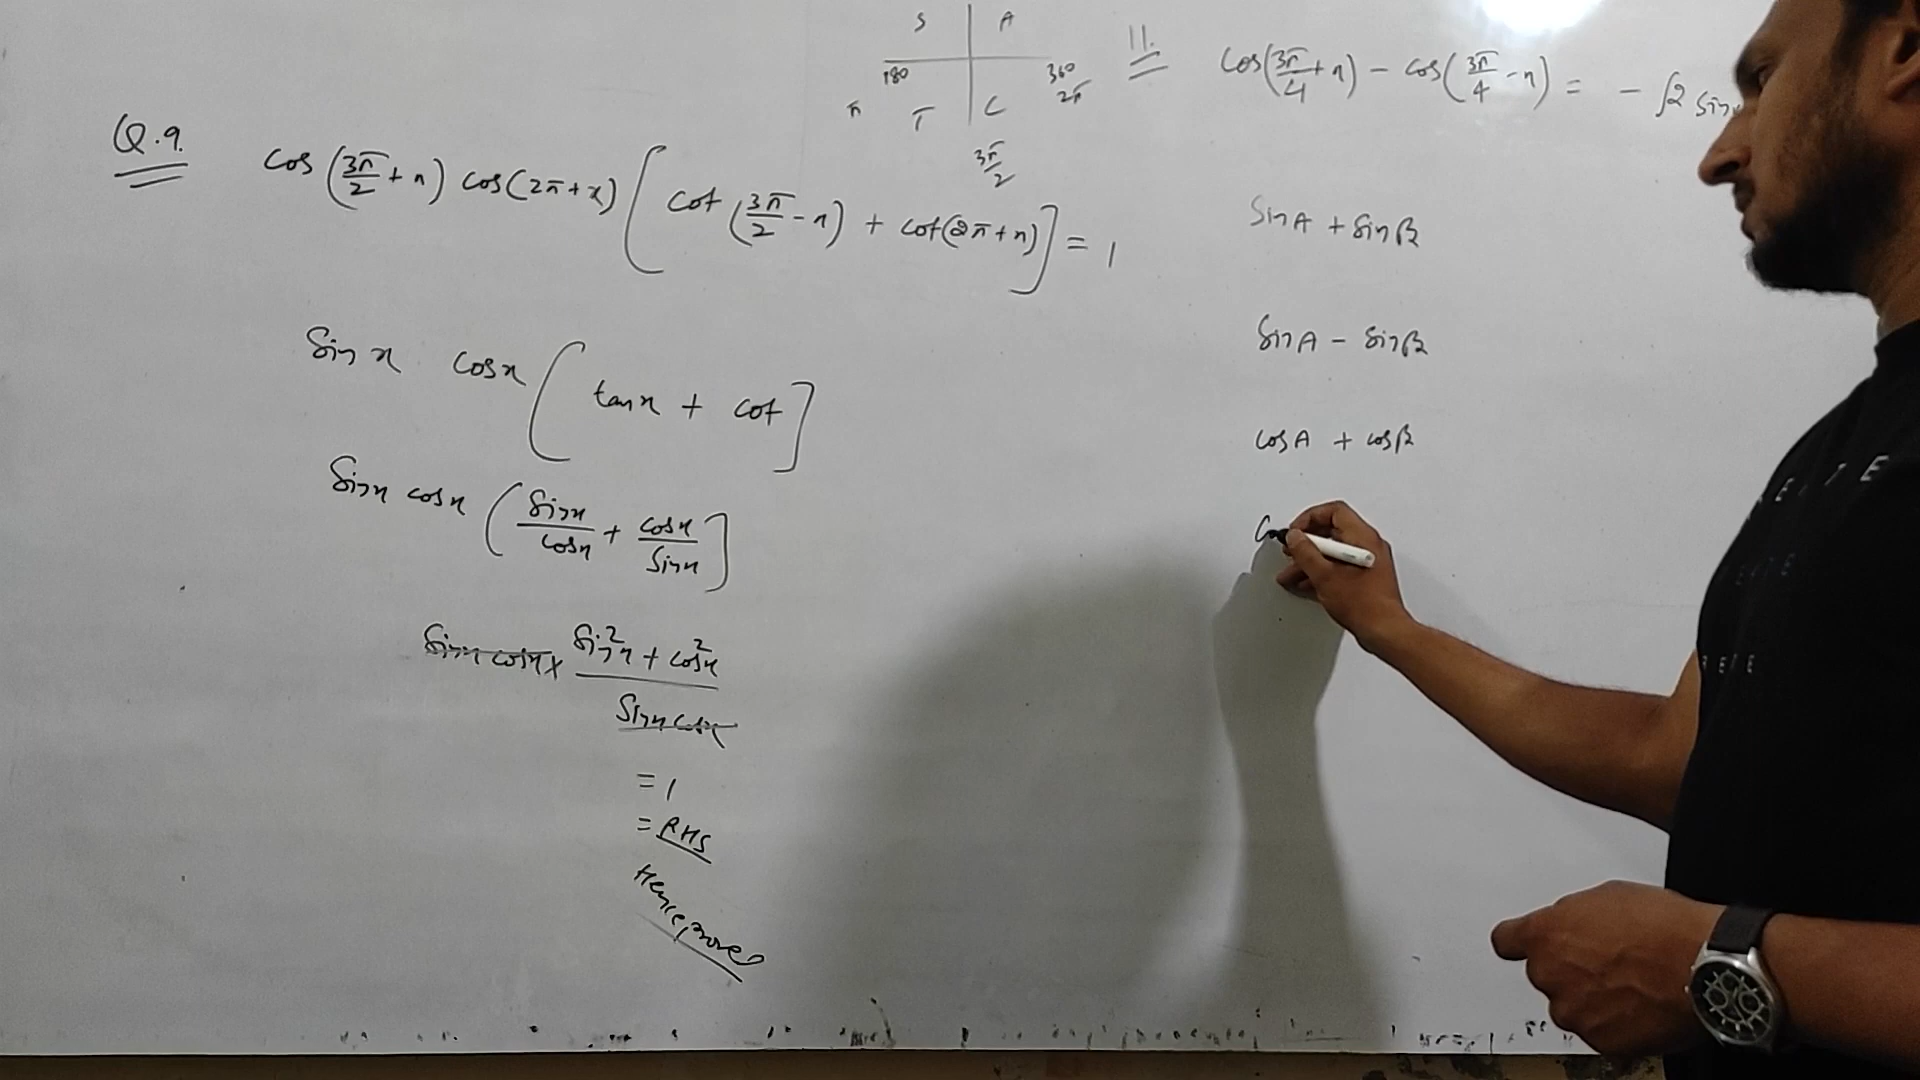 S A
180 360
π 2π
T C
3π/2
Q.9.
cos (3π/2 + x) cos(2π + x) [cot (3π/2 - x) + cot(2π + x)] = 1
Sin x cos x [tan x + cot]
Sin x cos x (Sin x/cos x + cos x/Sin x]
Sin x cos x × Sin²x + cos²x / Sin x cos x
= 1
= RHS
Hence, prove
11.
Cos(3π/4 + x) - cos(3π/4 - x) = - √2 Sin x
Sin A + Sin B
Sin A - Sin B
cos A + cos B
Co